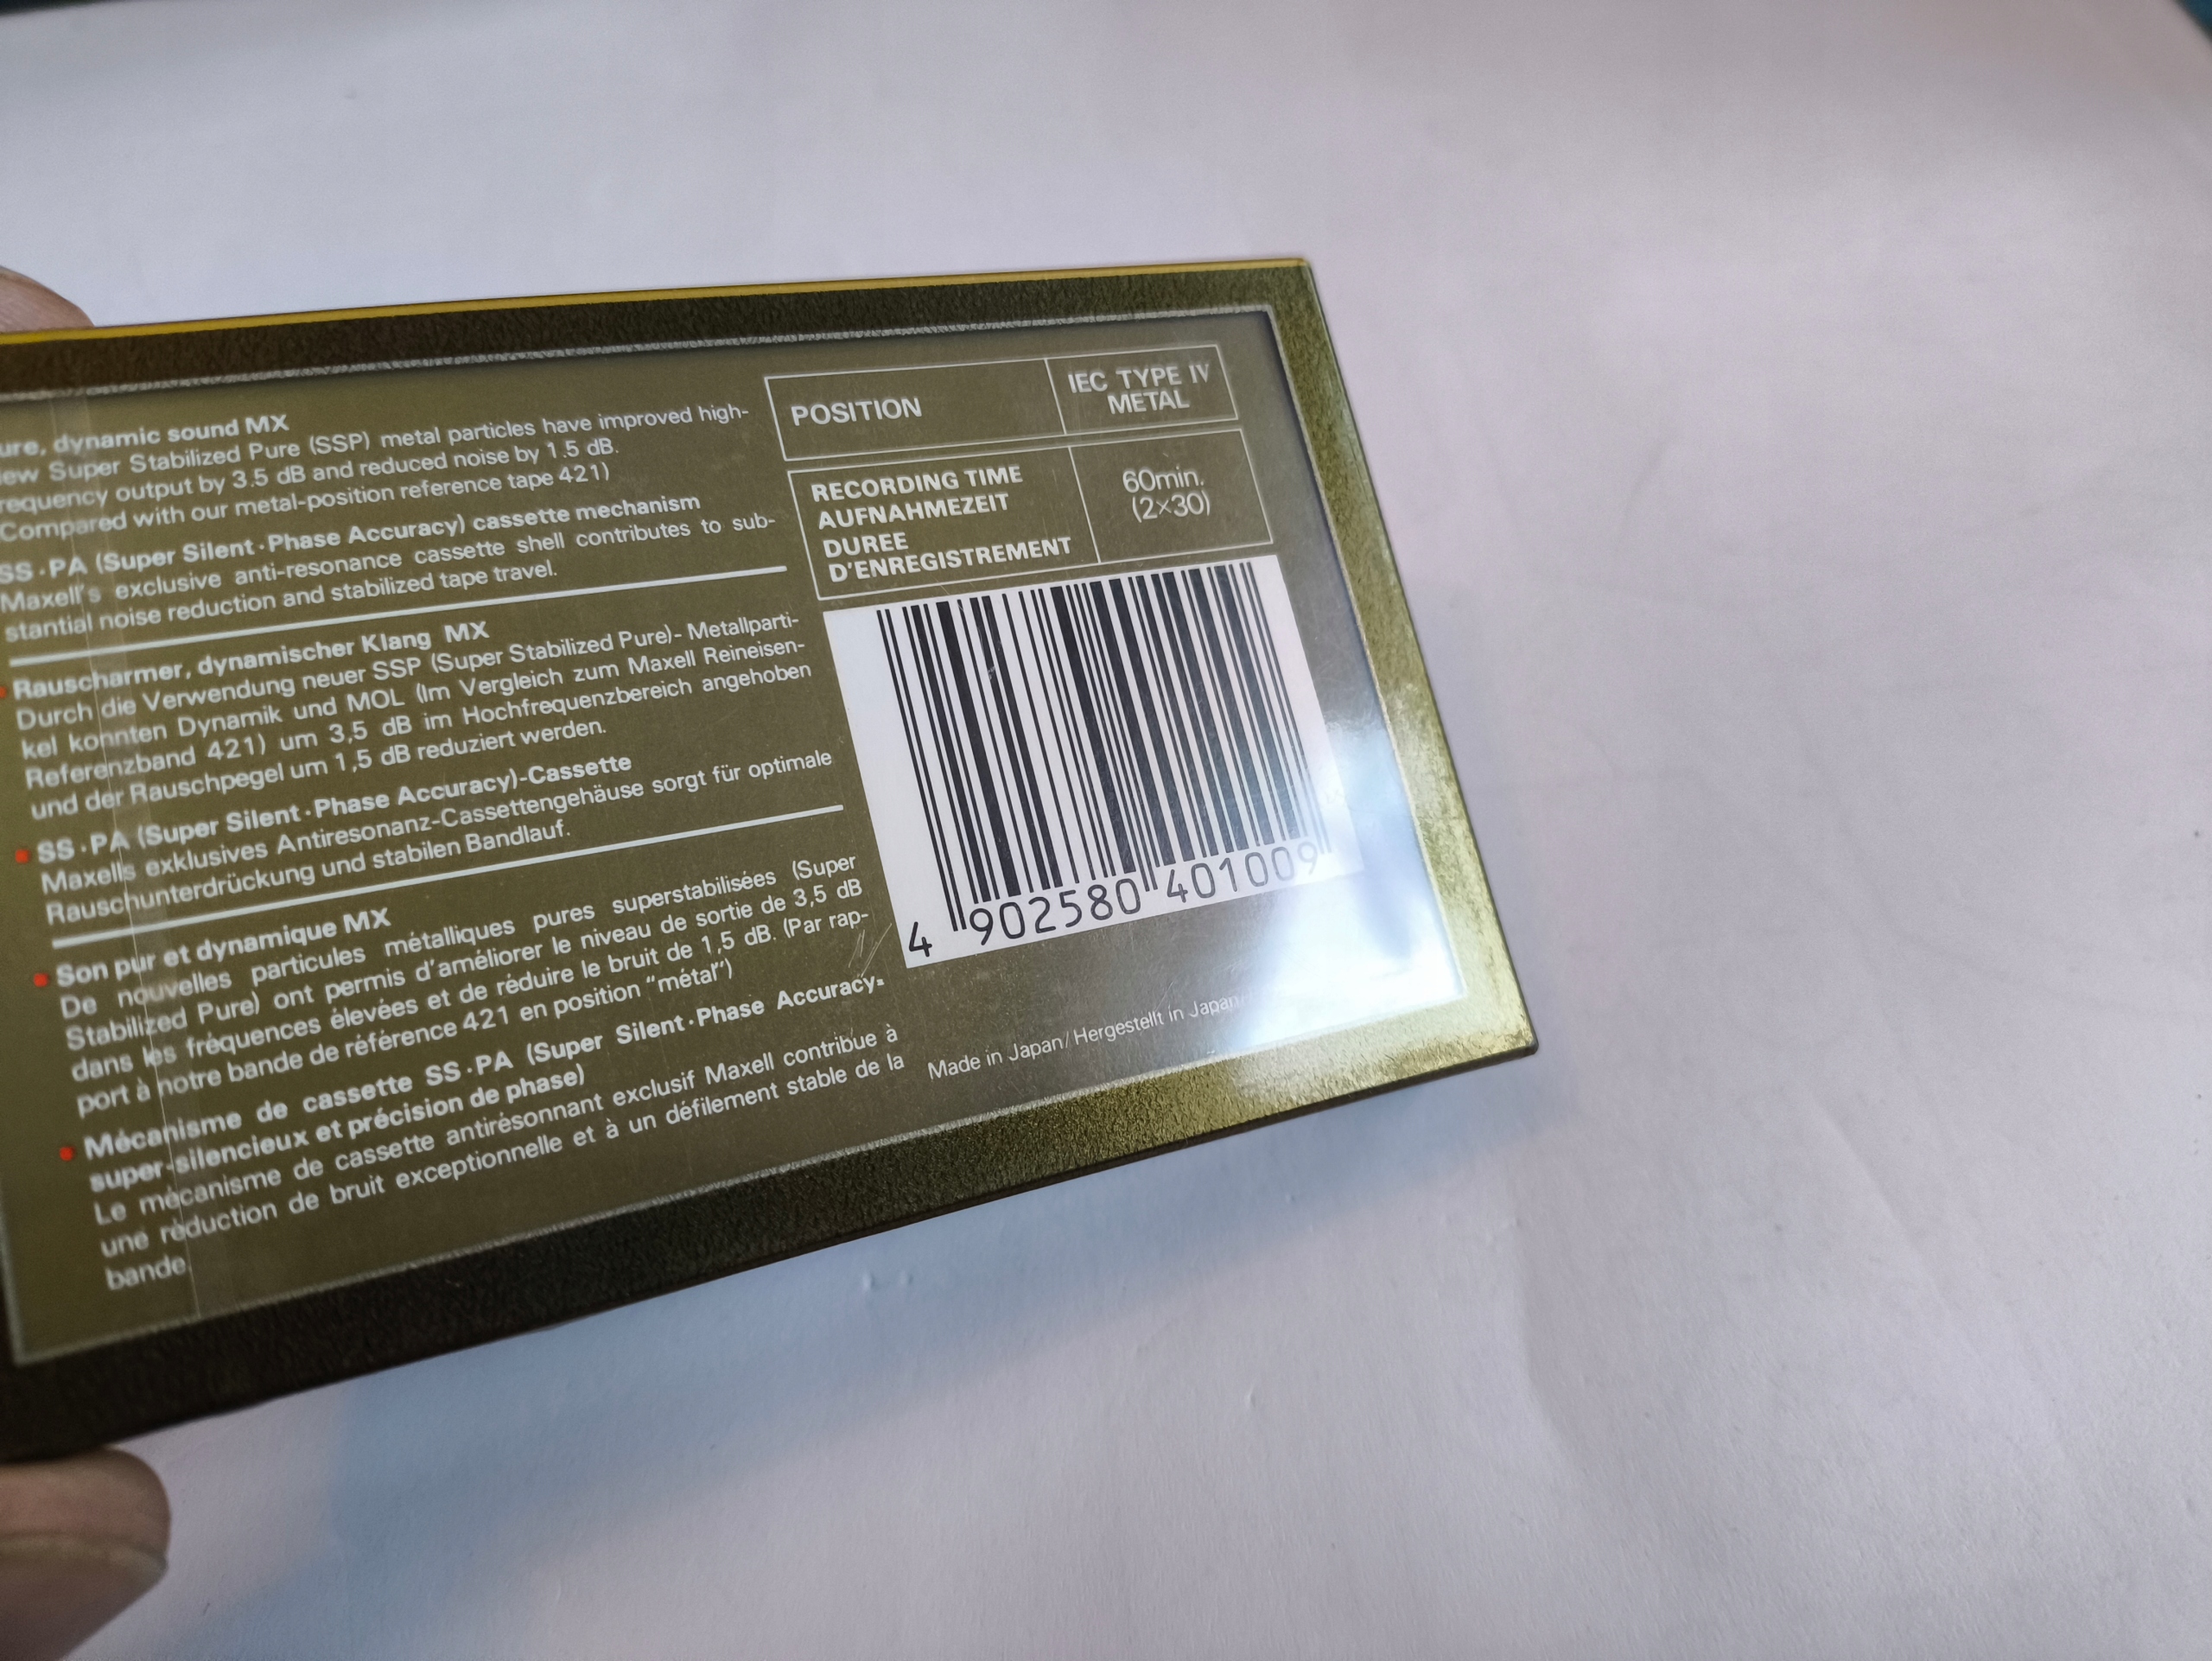 ure, dynamic sound MX
ew Super Stabilized Pure (SSP) metal particles have improved high-
requency output by 3.5 dB and reduced noise by 1.5 dB.
Compared with our metal-position reference tape 421)
SS·PA (Super Silent·Phase Accuracy) cassette mechanism
Maxell's exclusive anti-resonance cassette shell contributes to sub-
stantial noise reduction and stabilized tape travel.
Rauscharmer, dynamischer Klang MX
Durch die Verwendung neuer SSP (Super Stabilized Pure)- Metallparti-
kel konnten Dynamik und MOL (Im Vergleich zum Maxell Reineisen-
Referenzband 421) um 3,5 dB im Hochfrequenzbereich angehoben
und der Rauschpegel um 1,5 dB reduziert werden.
SS·PA (Super Silent·Phase Accuracy)-Cassette
Maxells exklusives Antiresonanz-Cassettengehäuse sorgt für optimale
Rauschunterdrückung und stabilen Bandlauf.
Son pur et dynamique MX
De nouvelles particules métalliques pures superstabilisées (Super
Stabilized Pure) ont permis d'améliorer le niveau de sortie de 3,5 dB
dans les fréquences élevées et de réduire le bruit de 1,5 dB. (Par rap-
port à notre bande de référence 421 en position "métal")
Mécanisme de cassette SS·PA (Super Silent·Phase Accuracy=
super-silencieux et précision de phase)
Le mécanisme de cassette antirésonnant exclusif Maxell contribue à
une réduction de bruit exceptionnelle et à un défilement stable de la
bande.
POSITION
IEC TYPE IV
METAL
RECORDING TIME
AUFNAHMEZEIT
DUREE
D'ENREGISTREMENT
60min.
(2×30)
4 902580 401009
Made in Japan/Hergestellt in Japan/